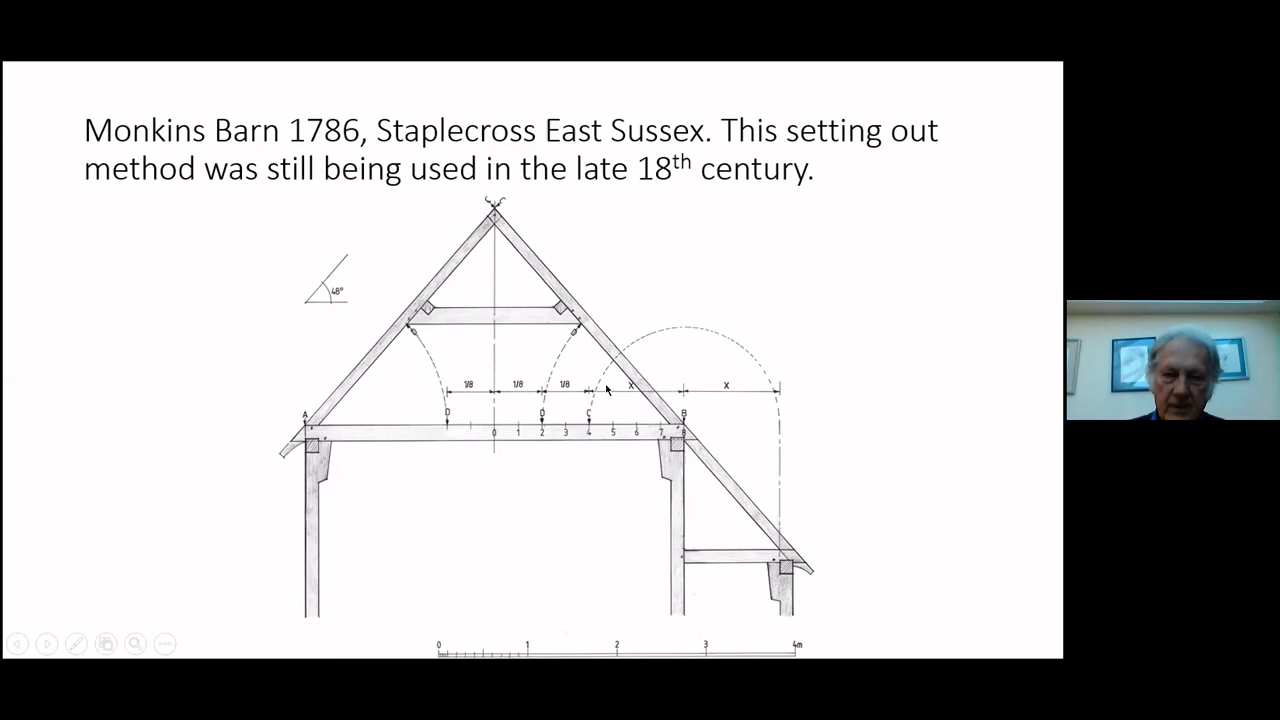 Monkins Barn 1786, Staplecross East Sussex. This setting out
method was still being used in the late 18th century.
C C
48°
D D
1/8 1/8 1/8 X X
A D D C B
0 1 2 3 4 5 6 7 8
0 1 2 3 4m